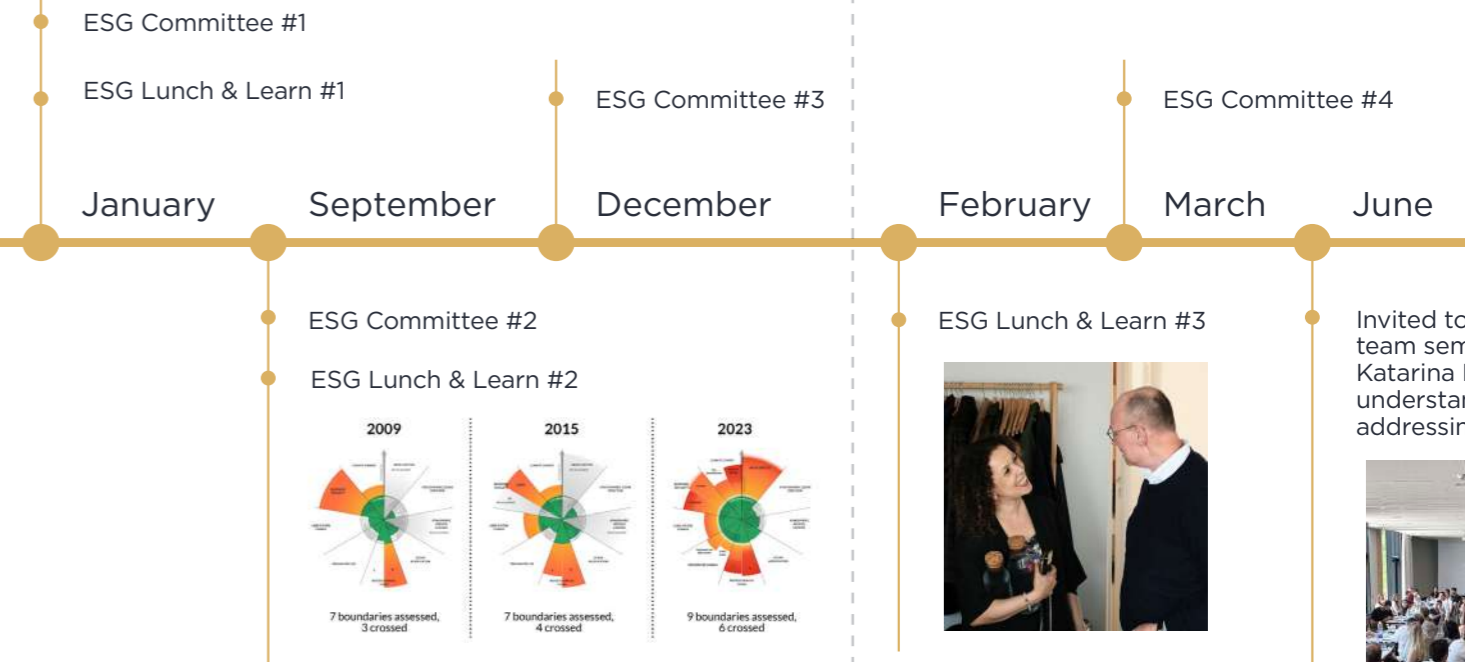 ESG Committee #1
ESG Lunch & Learn #1
ESG Committee #3
ESG Committee #4
January
September
December
February
March
June
ESG Committee #2
ESG Lunch & Learn #2
2009
2015
2023
7 boundaries assessed,
3 crossed
7 boundaries assessed,
4 crossed
9 boundaries assessed,
6 crossed
ESG Lunch & Learn #3
Invited to
team sem
Katarina
understa
addressin